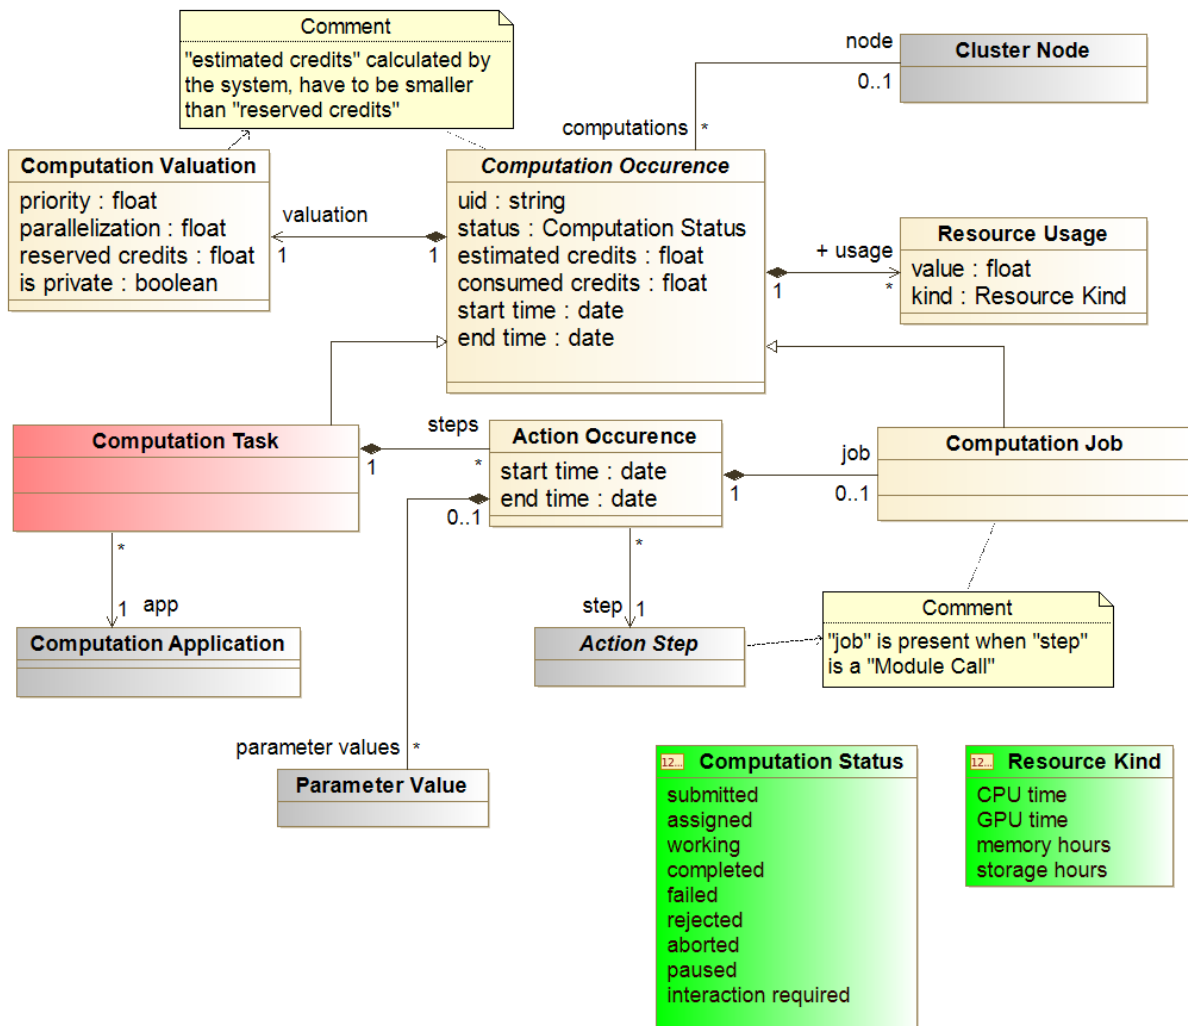 Comment
"estimated credits" calculated by
the system, have to be smaller
than "reserved credits"
node
Cluster Node
0..1
computations *
Computation Valuation
priority : float
parallelization : float
reserved credits : float
is private : boolean
valuation
1
1
Computation Occurence
uid : string
status : Computation Status
estimated credits : float
consumed credits : float
start time : date
end time : date
+ usage
1
*
Resource Usage
value : float
kind : Resource Kind
Computation Task
steps
1
*
Action Occurence
start time : date
end time : date
0..1
1
job
0..1
Computation Job
*
1 app
Computation Application
*
step 1
Action Step
Comment
"job" is present when "step"
is a "Module Call"
parameter values *
Parameter Value
12... Computation Status
submitted
assigned
working
completed
failed
rejected
aborted
paused
interaction required
12... Resource Kind
CPU time
GPU time
memory hours
storage hours